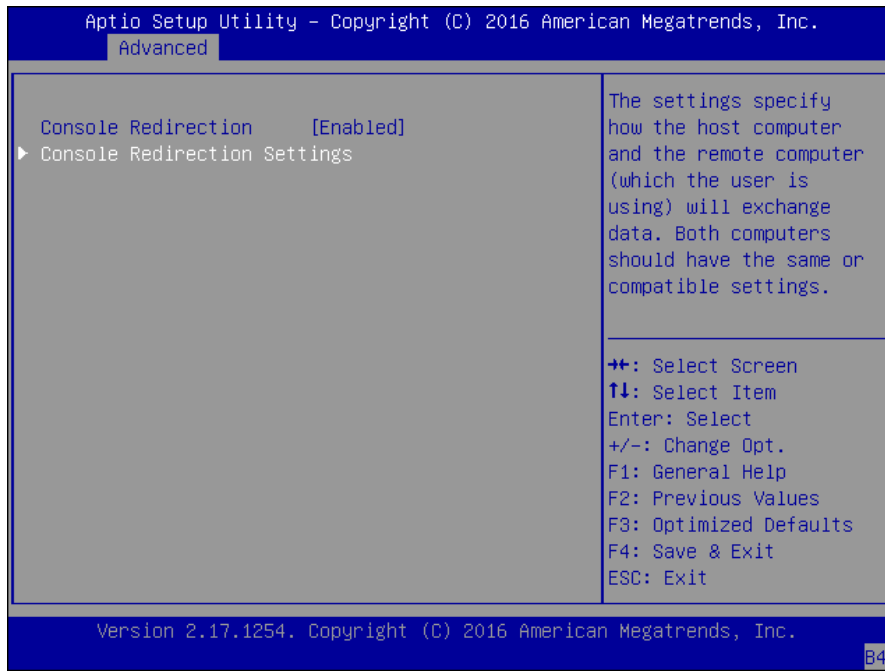 Aptio Setup Utility – Copyright (C) 2016 American Megatrends, Inc.
Advanced
Console Redirection [Enabled]
► Console Redirection Settings
The settings specify
how the host computer
and the remote computer
(which the user is
using) will exchange
data. Both computers
should have the same or
compatible settings.
→←: Select Screen
↑↓: Select Item
Enter: Select
+/-: Change Opt.
F1: General Help
F2: Previous Values
F3: Optimized Defaults
F4: Save & Exit
ESC: Exit
Version 2.17.1254. Copyright (C) 2016 American Megatrends, Inc.
B4